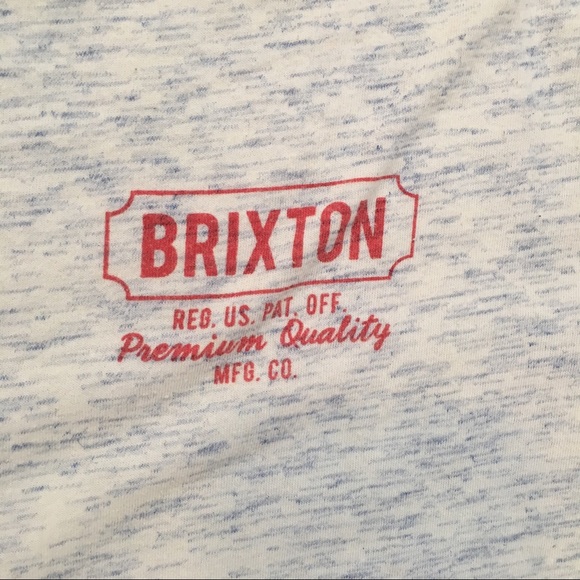 BRIXTON
REG. US. PAT. OFF.
Premium Quality
MFG. CO.